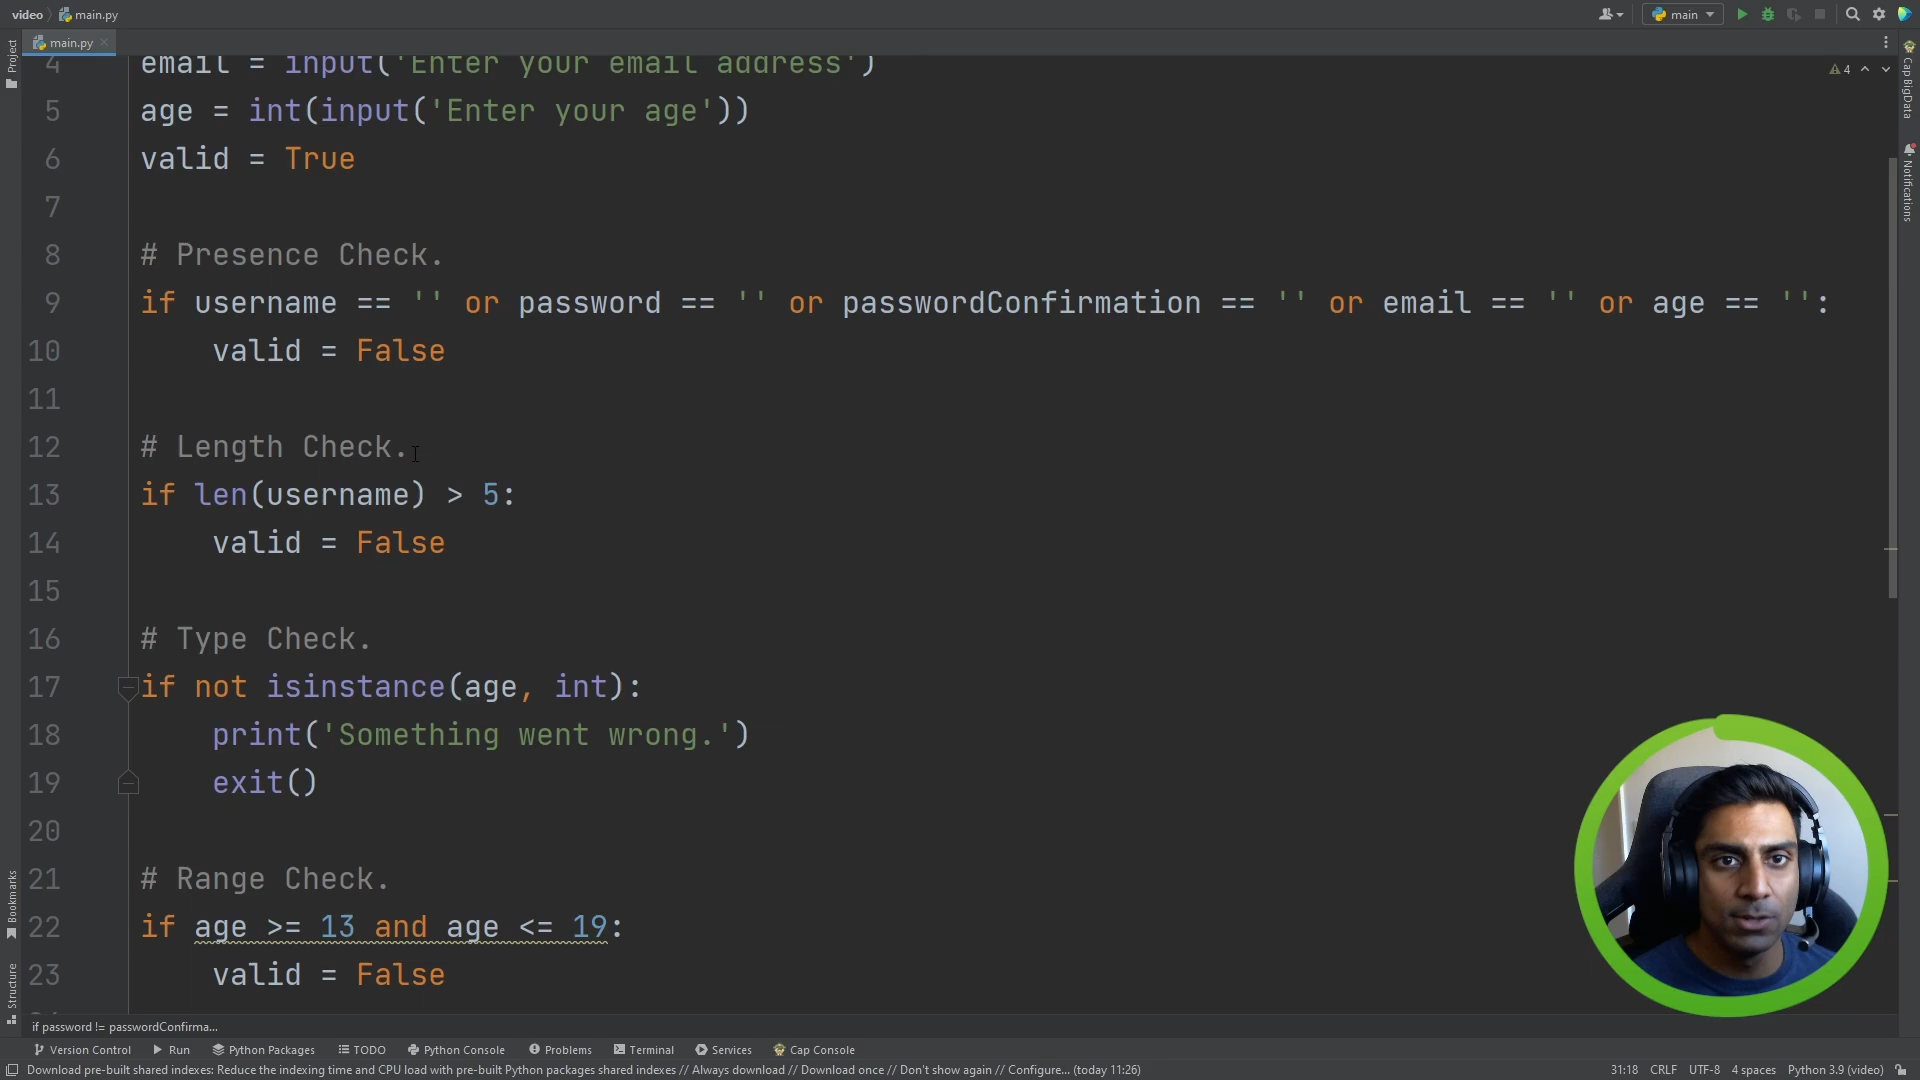 video main.py
main
main.py
4 email = input('Enter your email address')
4
5 age = int(input('Enter your age'))
6 valid = True
7
8 # Presence Check.
9 if username == '' or password == '' or passwordConfirmation == '' or email == '' or age == '':
10 valid = False
11
12 # Length Check.
13 if len(username) > 5:
14 valid = False
15
16 # Type Check.
17 if not isinstance(age, int):
18 print('Something went wrong.')
19 exit()
20
21 # Range Check.
22 if age >= 13 and age <= 19:
23 valid = False
Project
Bookmarks
Structure
Cap BigData
Notifications
if password != passwordConfirma...
Version Control Run Python Packages TODO Python Console Problems Terminal Services Cap Console
Download pre-built shared indexes: Reduce the indexing time and CPU load with pre-built Python packages shared indexes // Always download // Download once // Don't show again // Configure... (today 11:26) 31:18 CRLF UTF-8 4 spaces Python 3.9 (video)